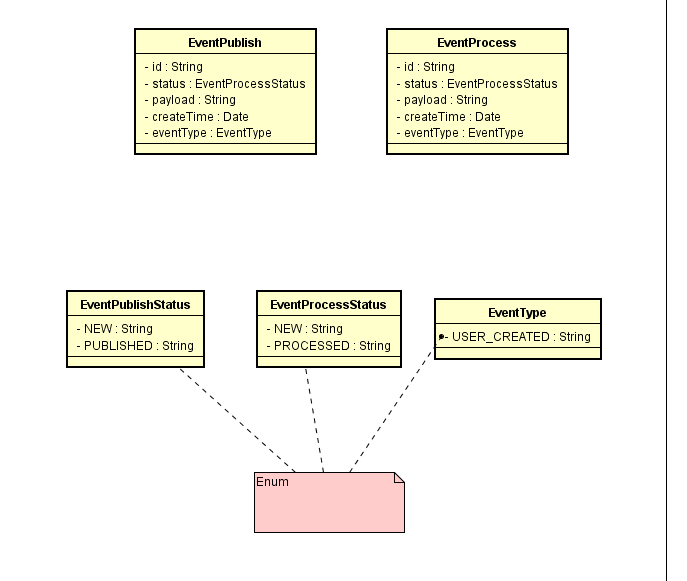 EventPublish
- id : String
- status : EventProcessStatus
- payload : String
- createTime : Date
- eventType : EventType
EventProcess
- id : String
- status : EventProcessStatus
- payload : String
- createTime : Date
- eventType : EventType
EventPublishStatus
- NEW : String
- PUBLISHED : String
EventProcessStatus
- NEW : String
- PROCESSED : String
EventType
- USER_CREATED : String
Enum